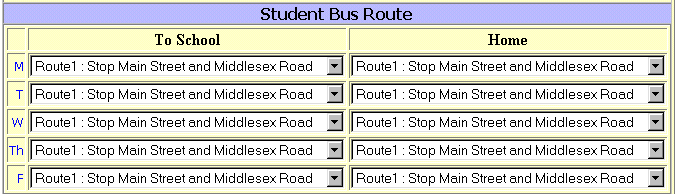 Student Bus Route
To School Home
M Route1 : Stop Main Street and Middlesex Road Route1 : Stop Main Street and Middlesex Road
T Route1 : Stop Main Street and Middlesex Road Route1 : Stop Main Street and Middlesex Road
W Route1 : Stop Main Street and Middlesex Road Route1 : Stop Main Street and Middlesex Road
Th Route1 : Stop Main Street and Middlesex Road Route1 : Stop Main Street and Middlesex Road
F Route1 : Stop Main Street and Middlesex Road Route1 : Stop Main Street and Middlesex Road